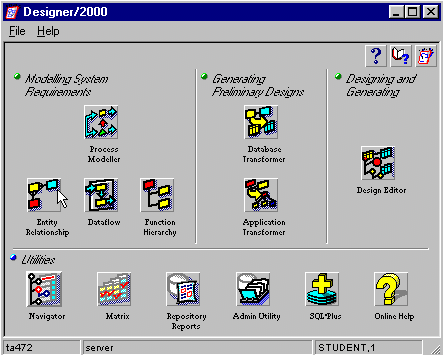 Designer/2000
File Help
Modelling System
Requirements
Generating
Preliminary Designs
Designing and
Generating
Process
Modeller
Database
Transformer
Design Editor
Entity
Relationship
Dataflow
Function
Hierarchy
Application
Transformer
Utilities
Navigator
Matrix
Repository
Reports
Admin Utility
SQL*Plus
Online Help
ta472
server
STUDENT,1